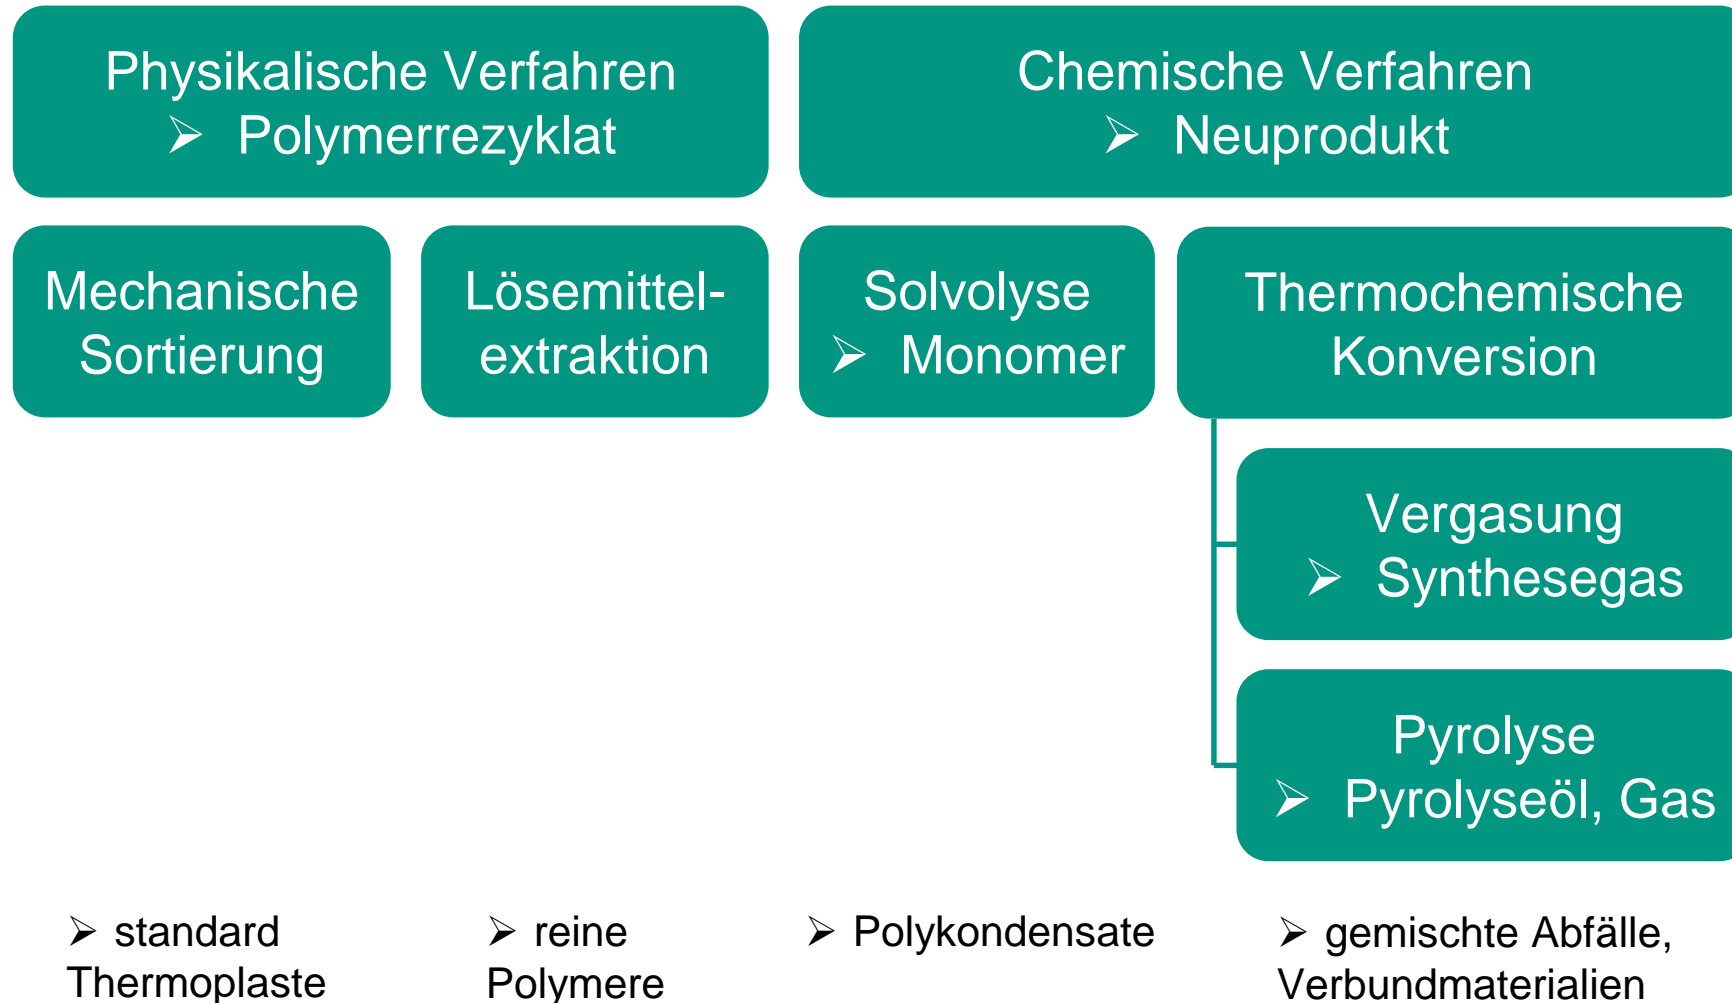 Physikalische Verfahren
➢ Polymerrezyklat
Chemische Verfahren
➢ Neuprodukt
Mechanische
Sortierung
Lösemittel-
extraktion
Solvolyse
➢ Monomer
Thermochemische
Konversion
Vergasung
➢ Synthesegas
Pyrolyse
➢ Pyrolyseöl, Gas
➢ standard
Thermoplaste
➢ reine
Polymere
➢ Polykondensate
➢ gemischte Abfälle,
Verbundmaterialien